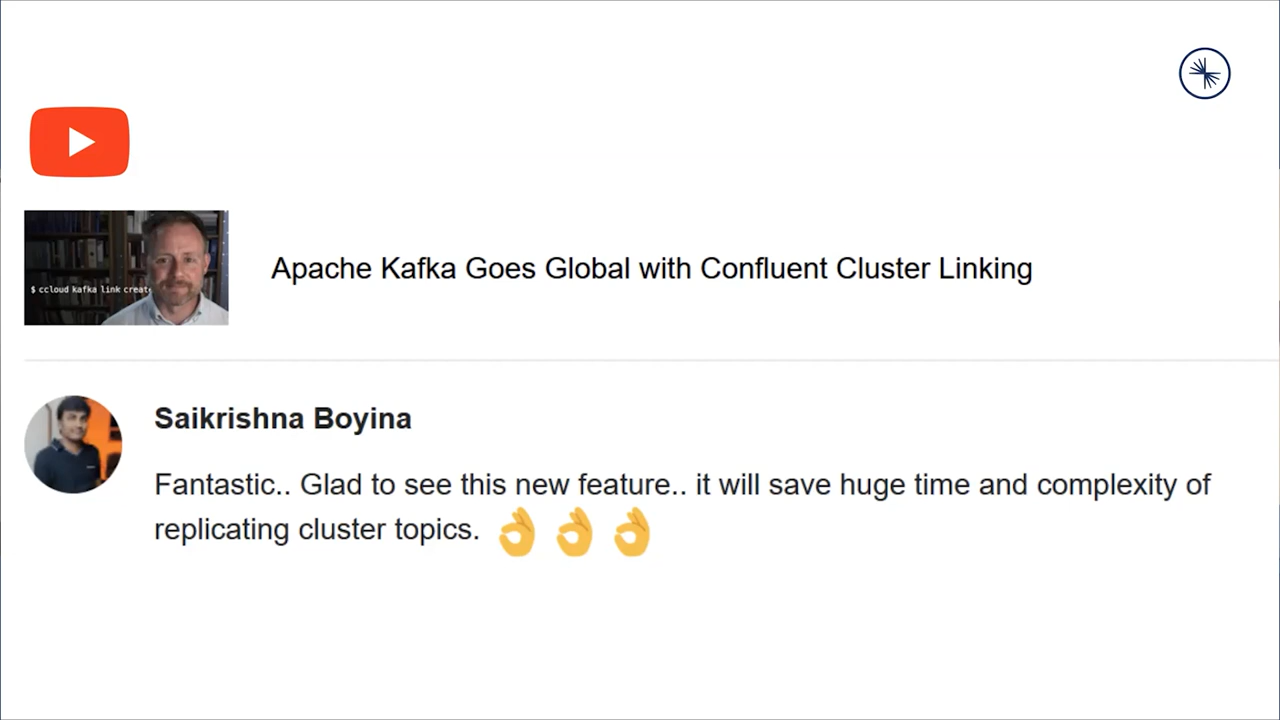 $ ccloud kafka link create
Apache Kafka Goes Global with Confluent Cluster Linking
Saikrishna Boyina
Fantastic.. Glad to see this new feature.. it will save huge time and complexity of
replicating cluster topics. 👌 👌 👌